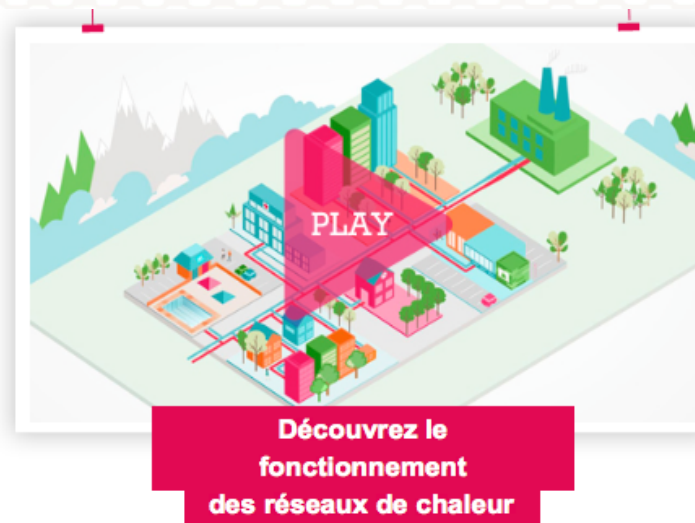 PLAY
Découvrez le
fonctionnement
des réseaux de chaleur